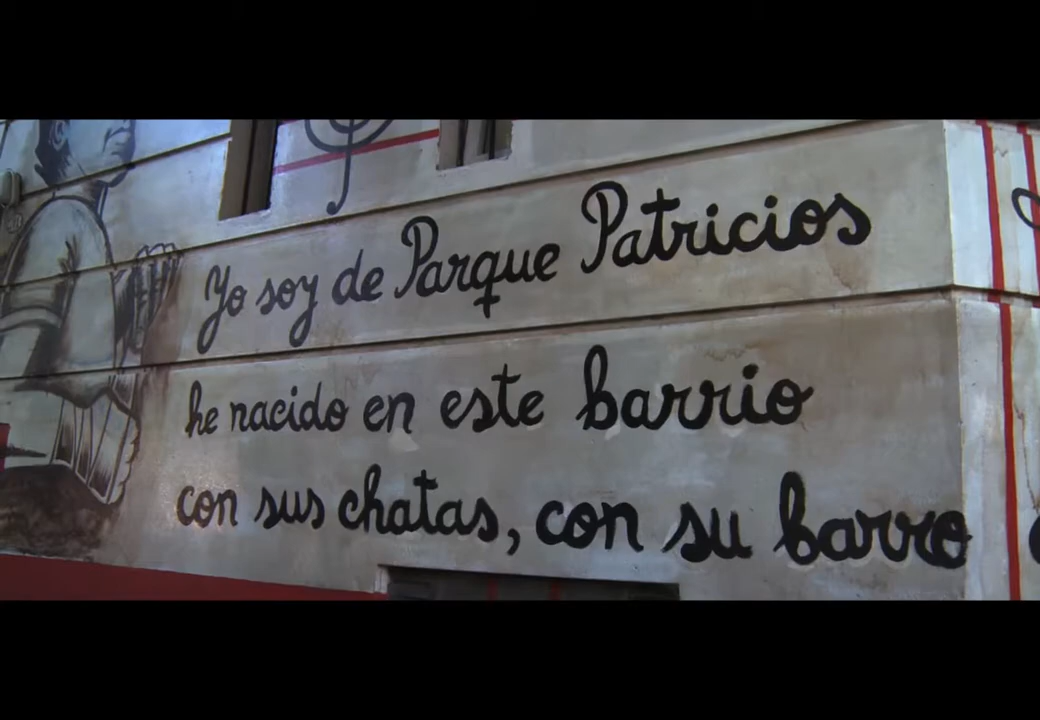 Yo soy de Parque Patricios
he nacido en este barrio
con sus chatas, con su barro